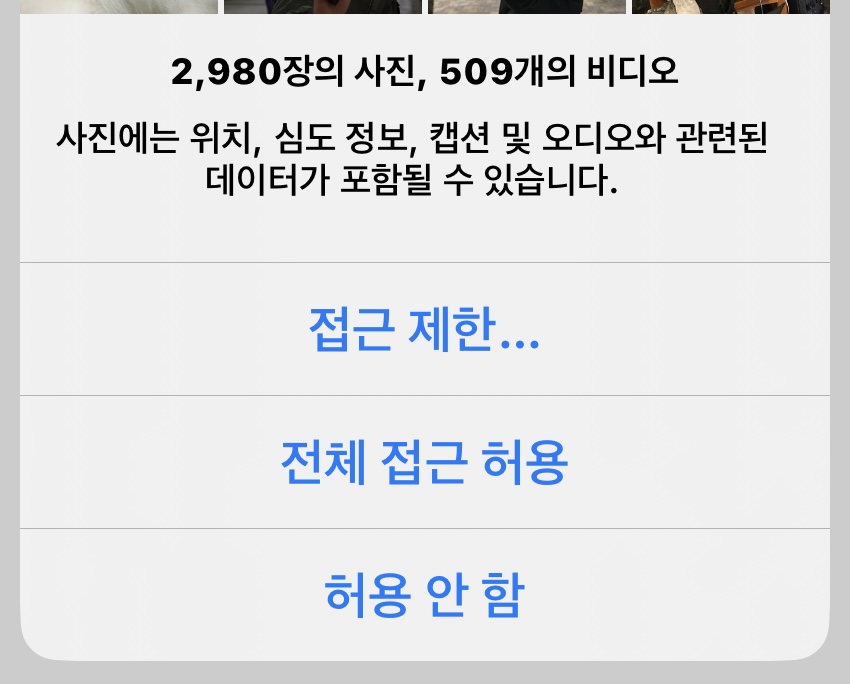 2,980장의 사진, 509개의 비디오
사진에는 위치, 심도 정보, 캡션 및 오디오와 관련된
데이터가 포함될 수 있습니다.
접근 제한...
전체 접근 허용
허용 안 함